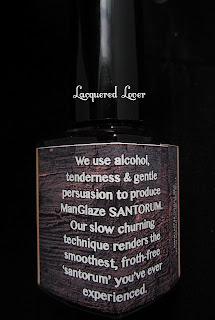 Lacquered Lover
We use alcohol,
tenderness & gentle
persuasion to produce
ManGlaze SANTORUM.
Our slow churning
technique renders the
smoothest, froth-free
'santorum' you've ever
experienced.